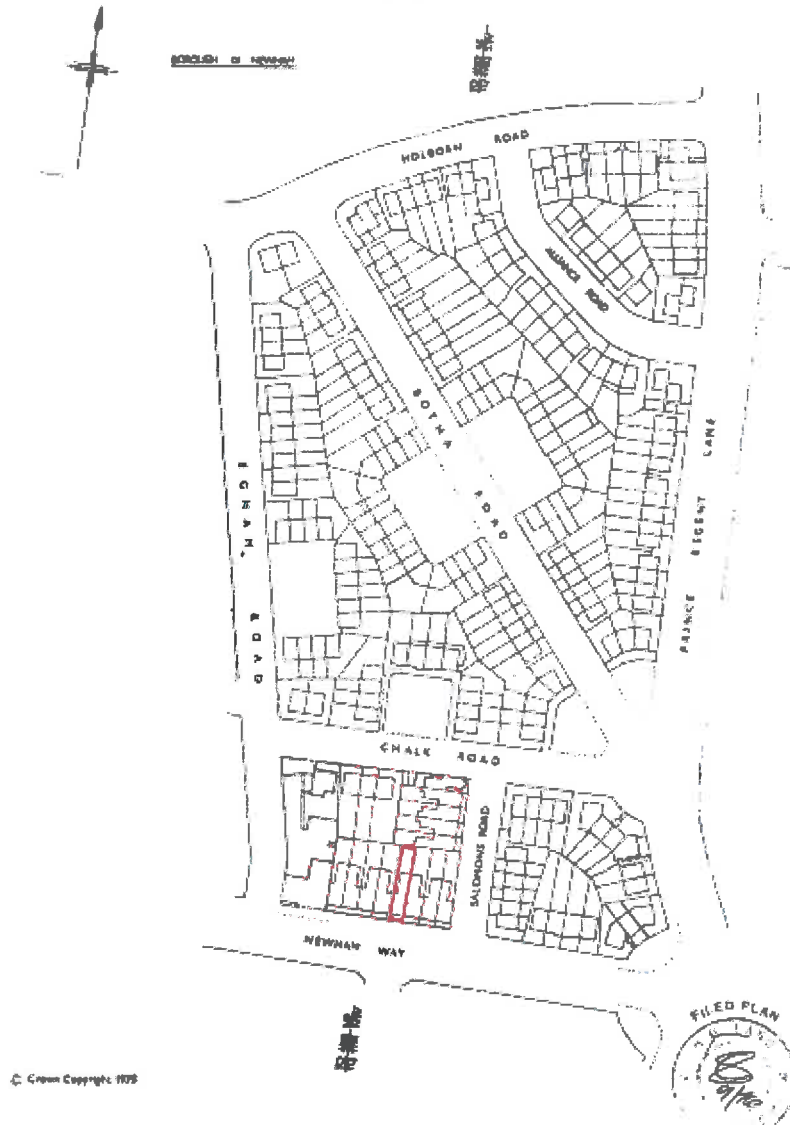 BOROUGH OF NEWHAM
HOLBORN ROAD
ALLIANCE ROAD
BOTHA ROAD
EGHAM ROAD
PRINCE REGENT LANE
CHALK ROAD
SALOMONS ROAD
NEWHAM WAY
FILED PLAN
© Crown Copyright 1975